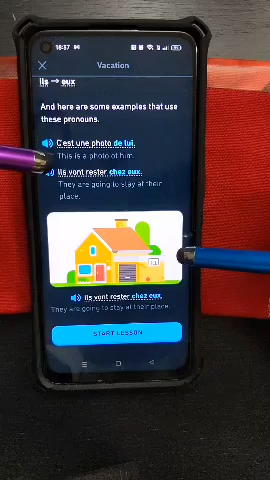 18:57
Vacation
ils → eux
And here are some examples that use
these pronouns.
C'est une photo de lui.
This is a photo of him.
Ils vont rester chez eux.
They are going to stay at their
place.
Ils vont rester chez eux.
They are going to stay at their place.
START LESSON